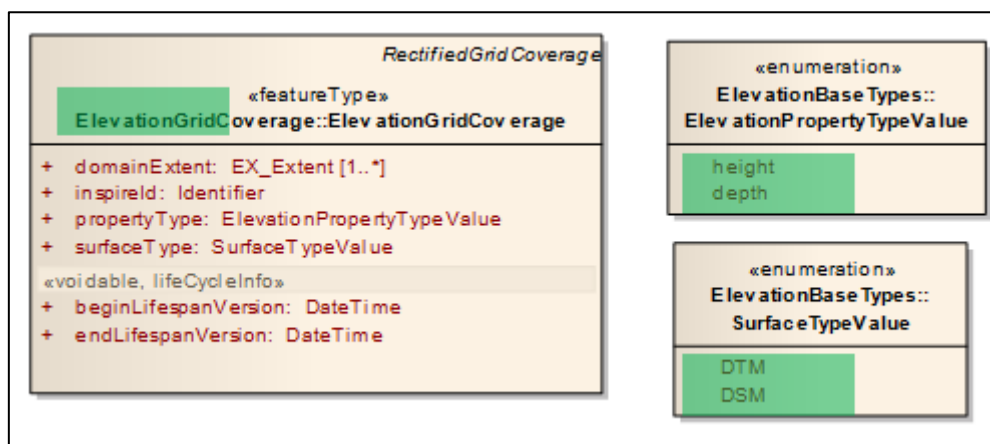 RectifiedGridCoverage
«featureType»
ElevationGridCoverage::ElevationGridCoverage
+ domainExtent: EX_Extent [1..*]
+ inspireId: Identifier
+ propertyType: ElevationPropertyTypeValue
+ surfaceType: SurfaceTypeValue
«voidable, lifeCycleInfo»
+ beginLifespanVersion: DateTime
+ endLifespanVersion: DateTime
«enumeration»
ElevationBaseTypes::
ElevationPropertyTypeValue
height
depth
«enumeration»
ElevationBaseTypes::
SurfaceTypeValue
DTM
DSM